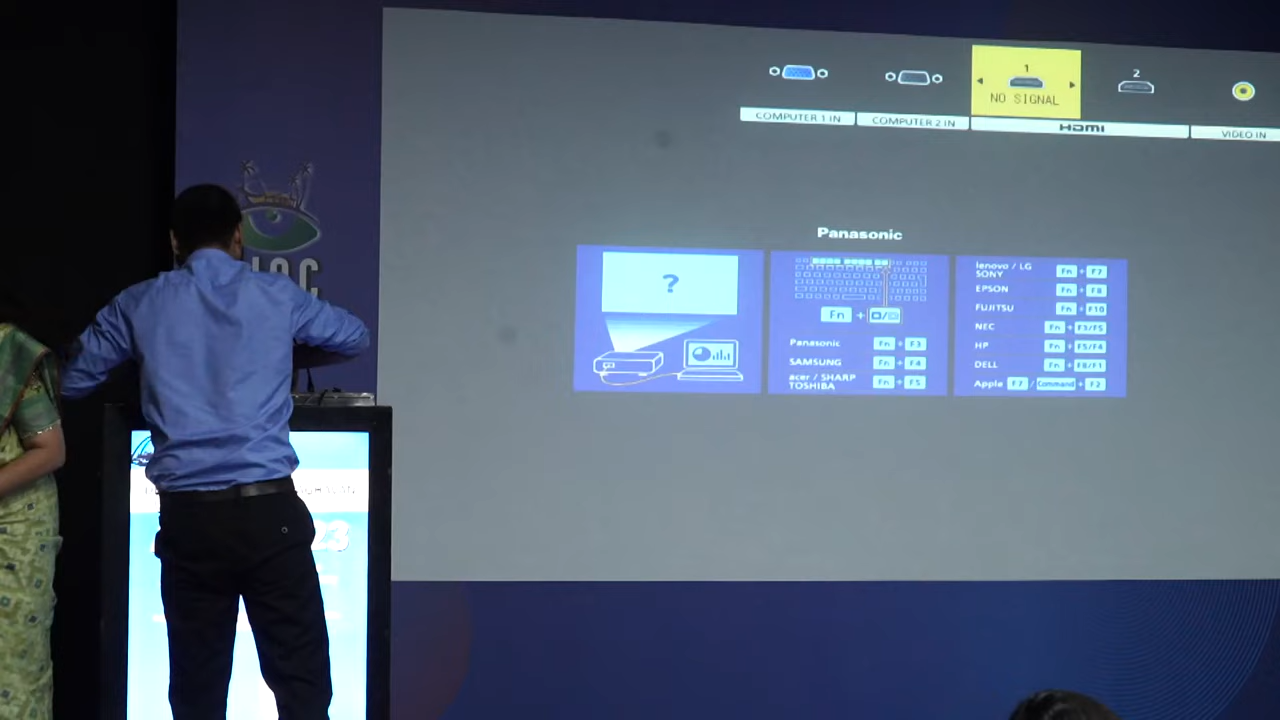 1
NO SIGNAL
2
COMPUTER 1 IN
COMPUTER 2 IN
HDMI
VIDEO IN
Panasonic
?
Fn + 
Panasonic Fn + F3
SAMSUNG Fn + F4
acer / SHARP
TOSHIBA Fn + F5
lenovo / LG
SONY Fn + F7
EPSON Fn + F8
FUJITSU Fn + F10
NEC Fn + F3/F5
HP Fn + F5/F4
DELL Fn + F8/F1
Apple F7 / Command + F2
23